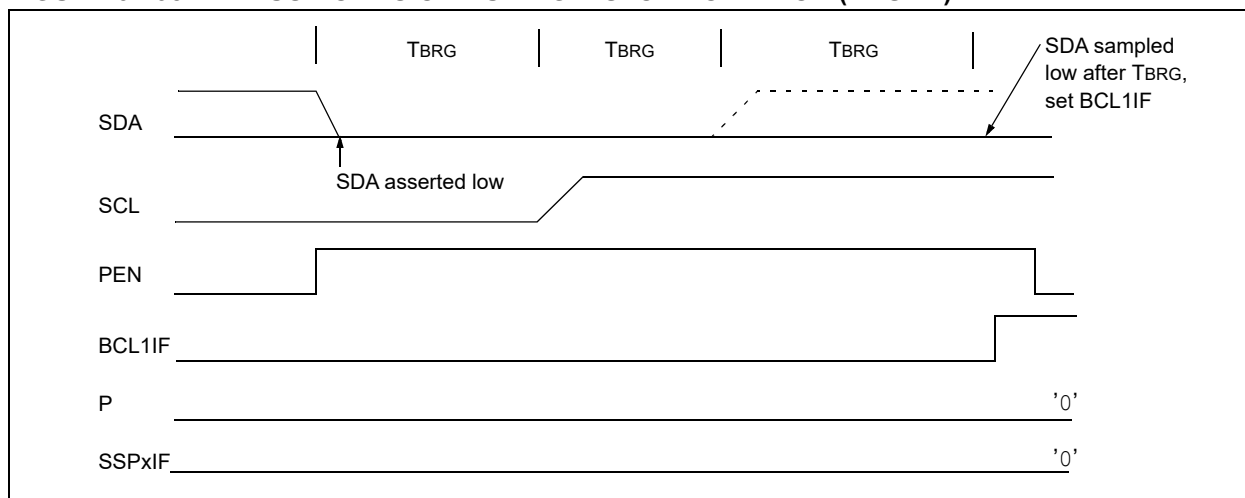 TBRG
TBRG
TBRG
SDA sampled
low after TBRG,
set BCL1IF
SDA
SDA asserted low
SCL
PEN
BCL1IF
P
'0'
SSPxIF
'0'